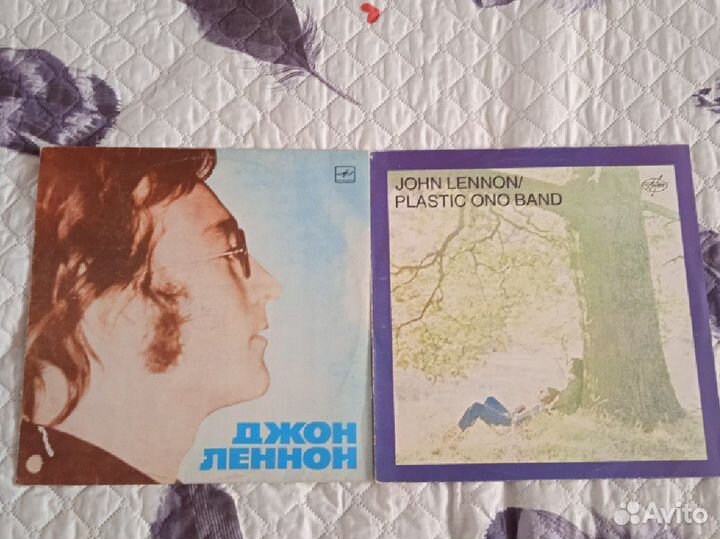 ДЖОН
ЛЕННОН
JOHN LENNON/
PLASTIC ONO BAND
Avito